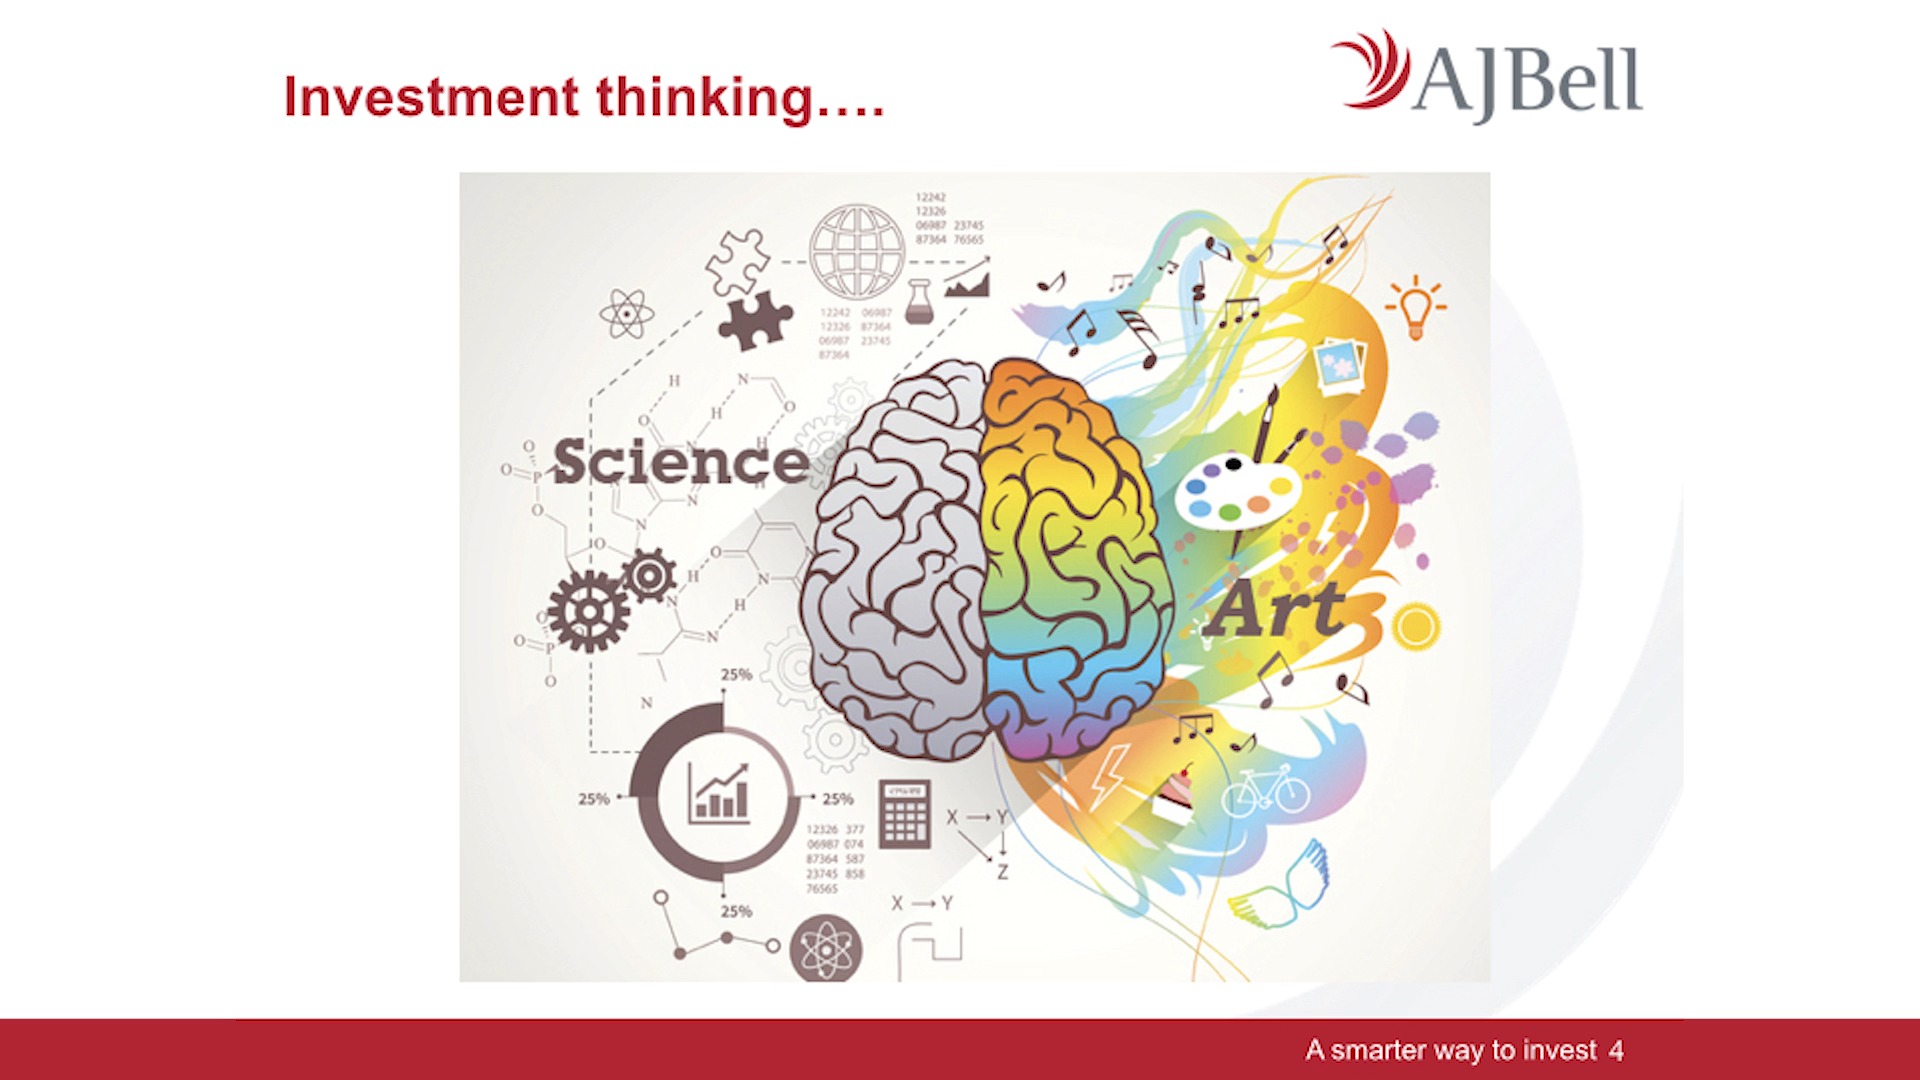 Investment thinking....
AJBell
12242
12326
06987 23745
87364 76565
12242 06987
12326 87364
06987 23745
87364
H
N
H
O
O
H
N
Science
O
O
P
H
N
O
N
O
O
H
N
N
H
O
O
P
N
O
Art
25%
N
25%
25%
12326 377
06987 074
87364 587
23745 858
76565
X → Y
Z
25%
X → Y
A smarter way to invest 4